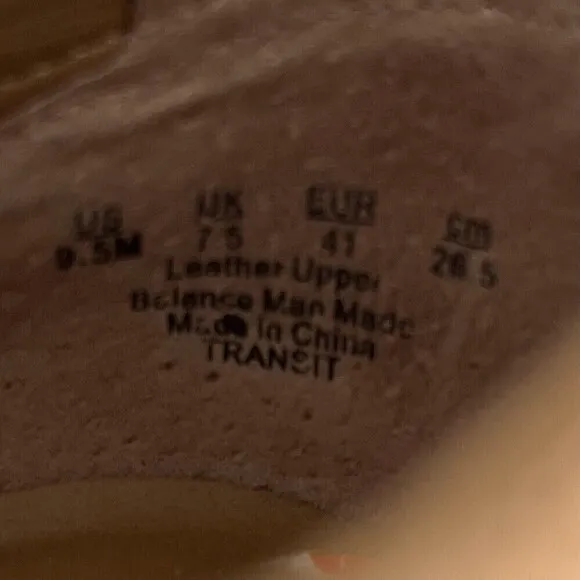 US UK EUR cm
9.5M 7.5 41 26.5
Leather Upper
Balance Man Made
Made in China
TRANSIT